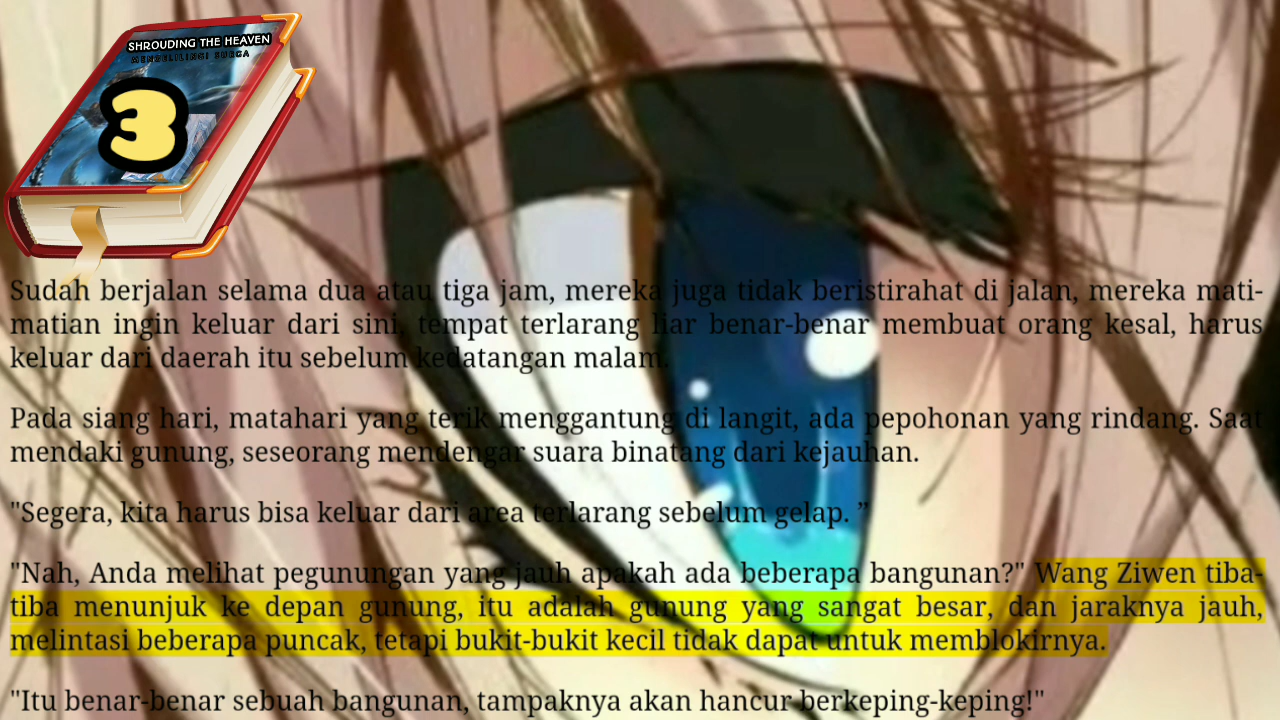 SHROUDING THE HEAVEN
MENGELILINGI SURGA
3
Sudah berjalan selama dua atau tiga jam, mereka juga tidak beristirahat di jalan, mereka mati-
matian ingin keluar dari sini, tempat terlarang liar benar-benar membuat orang kesal, harus
keluar dari daerah itu sebelum kedatangan malam.
Pada siang hari, matahari yang terik menggantung di langit, ada pepohonan yang rindang. Saat
mendaki gunung, seseorang mendengar suara binatang dari kejauhan.
"Segera, kita harus bisa keluar dari area terlarang sebelum gelap. ”
"Nah, Anda melihat pegunungan yang jauh apakah ada beberapa bangunan?" Wang Ziwen tiba-
tiba menunjuk ke depan gunung, itu adalah gunung yang sangat besar, dan jaraknya jauh,
melintasi beberapa puncak, tetapi bukit-bukit kecil tidak dapat untuk memblokirnya.
"Itu benar-benar sebuah bangunan, tampaknya akan hancur berkeping-keping!"